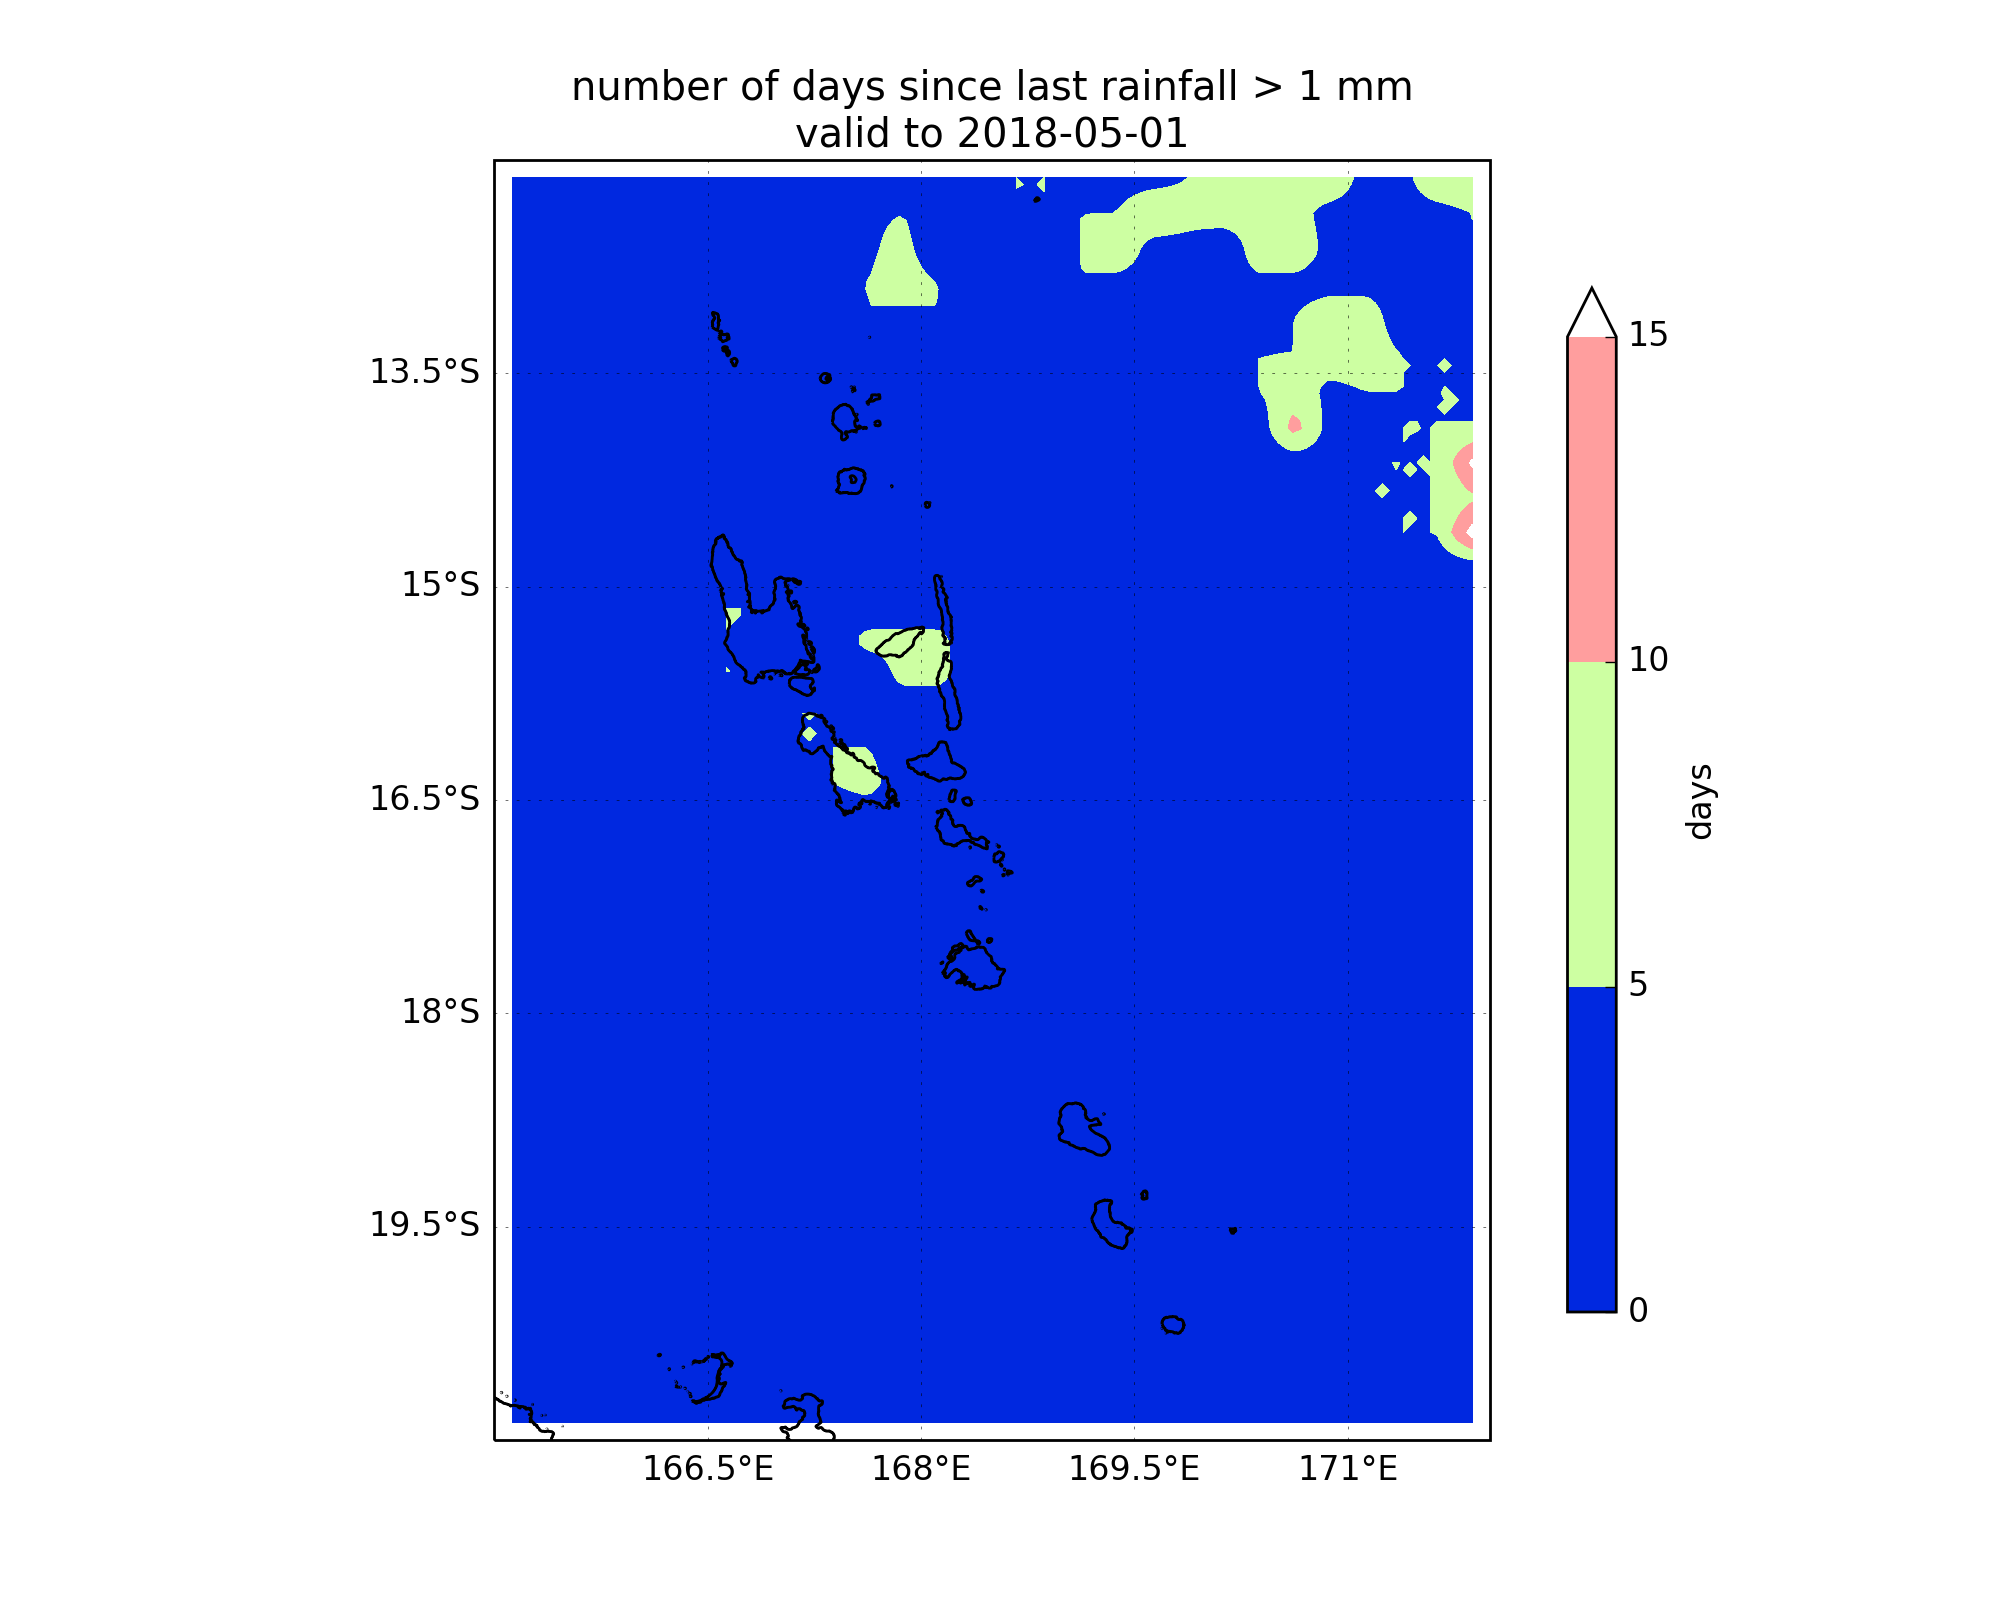 number of days since last rainfall > 1 mm
valid to 2018-05-01
13.5°S
15°S
16.5°S
18°S
19.5°S
166.5°E
168°E
169.5°E
171°E
15
10
5
0
days